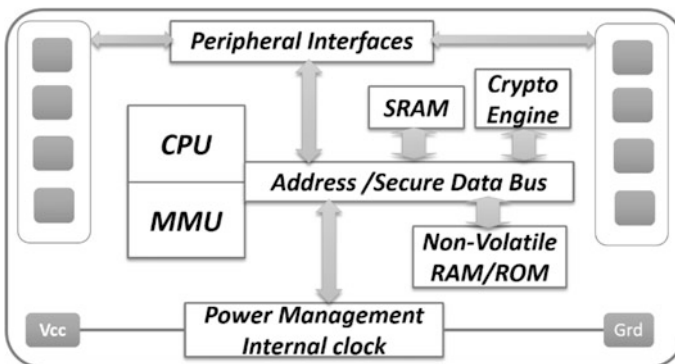 Peripheral Interfaces
SRAM
Crypto
Engine
CPU
Address /Secure Data Bus
MMU
Non-Volatile
RAM/ROM
Power Management
Internal clock
Vcc
Grd